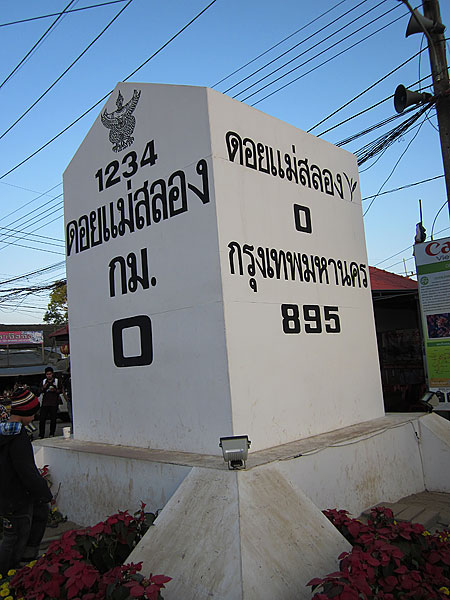 1234
ดอยแม่สลอง
กม.
0
ดอยแม่สลอง
0
กรุงเทพมหานคร
895